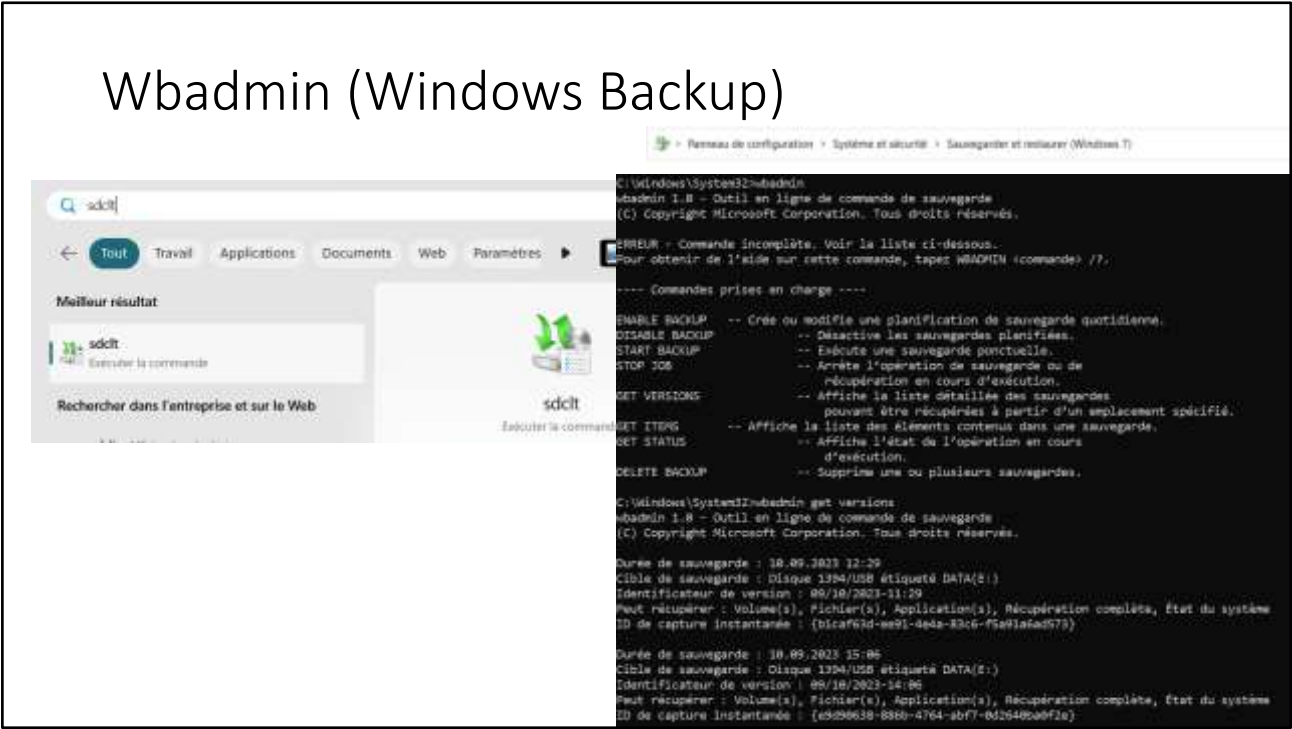 Wbadmin (Windows Backup)
Panneau de configuration > Système et sécurité > Sauvegarder et restaurer (Windows 7)
sdclt
Tout Travail Applications Documents Web Paramètres
Meilleur résultat
sdclt
Exécuter la commande
Rechercher dans l'entreprise et sur le Web
sdclt
Exécuter la command
C:\Windows\System32>wbadmin
wbadmin 1.0 - Outil en ligne de commande de sauvegarde
(C) Copyright Microsoft Corporation. Tous droits réservés.
ERREUR - Commande incomplète. Voir la liste ci-dessous.
Pour obtenir de l'aide sur cette commande, tapez WBADMIN <commande> /?.
---- Commandes prises en charge ----
ENABLE BACKUP -- Crée ou modifie une planification de sauvegarde quotidienne.
DISABLE BACKUP -- Désactive les sauvegardes planifiées.
START BACKUP -- Exécute une sauvegarde ponctuelle.
STOP JOB -- Arrête l'opération de sauvegarde ou de
récupération en cours d'exécution.
GET VERSIONS -- Affiche la liste détaillée des sauvegardes
pouvant être récupérées à partir d'un emplacement spécifié.
GET ITEMS -- Affiche la liste des éléments contenus dans une sauvegarde.
GET STATUS -- Affiche l'état de l'opération en cours
d'exécution.
DELETE BACKUP -- Supprime une ou plusieurs sauvegardes.
C:\Windows\System32>wbadmin get versions
wbadmin 1.0 - Outil en ligne de commande de sauvegarde
(C) Copyright Microsoft Corporation. Tous droits réservés.
Durée de sauvegarde : 10.09.2023 12:29
Cible de sauvegarde : Disque 1394/USB étiqueté DATA(E:)
Identificateur de version : 09/10/2023-11:29
Peut récupérer : Volume(s), Fichier(s), Application(s), Récupération complète, État du système
ID de capture instantanée :
Durée de sauvegarde : 10.09.2023 15:06
Cible de sauvegarde : Disque 1394/USB étiqueté DATA(E:)
Identificateur de version : 09/10/2023-14:06
Peut récupérer : Volume(s), Fichier(s), Application(s), Récupération complète, État du système
ID de capture instantanée :